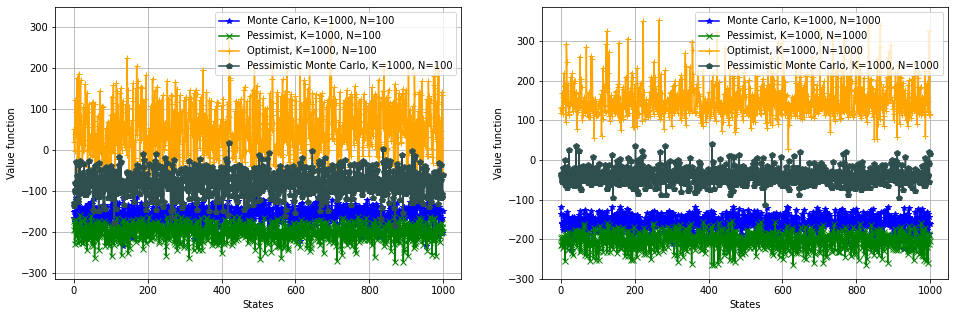 Monte Carlo, K=1000, N=100
Pessimist, K=1000, N=100
Optimist, K=1000, N=100
Pessimistic Monte Carlo, K=1000, N=100
Value function
300
200
100
0
−100
−200
−300
0 200 400 600 800 1000
States
Monte Carlo, K=1000, N=1000
Pessimist, K=1000, N=1000
Optimist, K=1000, N=1000
Pessimistic Monte Carlo, K=1000, N=1000
Value function
300
200
100
0
−100
−200
−300
0 200 400 600 800 1000
States